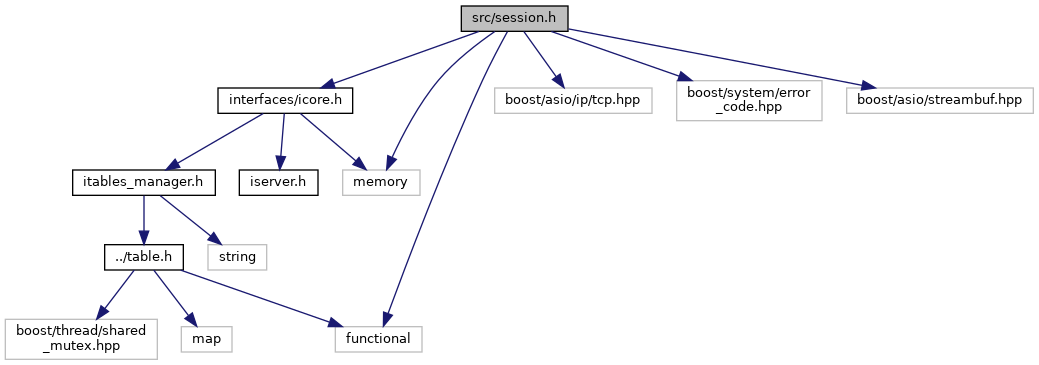 src/session.h
interfaces/icore.h
boost/asio/ip/tcp.hpp
boost/system/error
_code.hpp
boost/asio/streambuf.hpp
itables_manager.h
iserver.h
memory
../table.h
string
boost/thread/shared
_mutex.hpp
map
functional